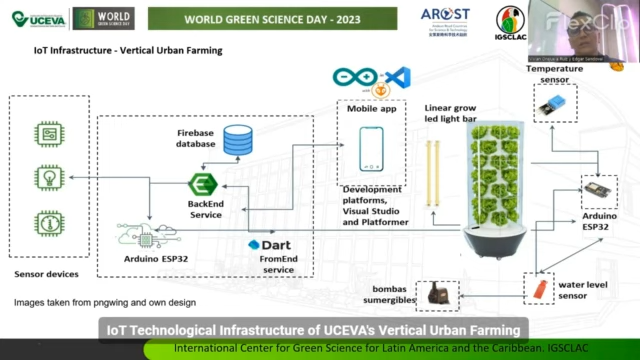 UCEVA
WORLD
GREEN SCIENCE DAY
WORLD GREEN SCIENCE DAY - 2023
AROST
IGSCLAC
FlexClip
IoT Infrastructure - Vertical Urban Farming
Temperature
sensor
Mobile app
Linear grow
led light bar
Firebase
database
BackEnd
Service
Development
platforms,
Visual Studio
and Platformer
Arduino
ESP32
Dart
Arduino ESP32
FromEnd
service
Sensor devices
bombas
sumergibles
water level
sensor
Images taken from pngwing and own design
IoT Technological Infrastructure of UCEVA's Vertical Urban Farming
International Center for Green Science for Latin America and the Caribbean. IGSCLAC